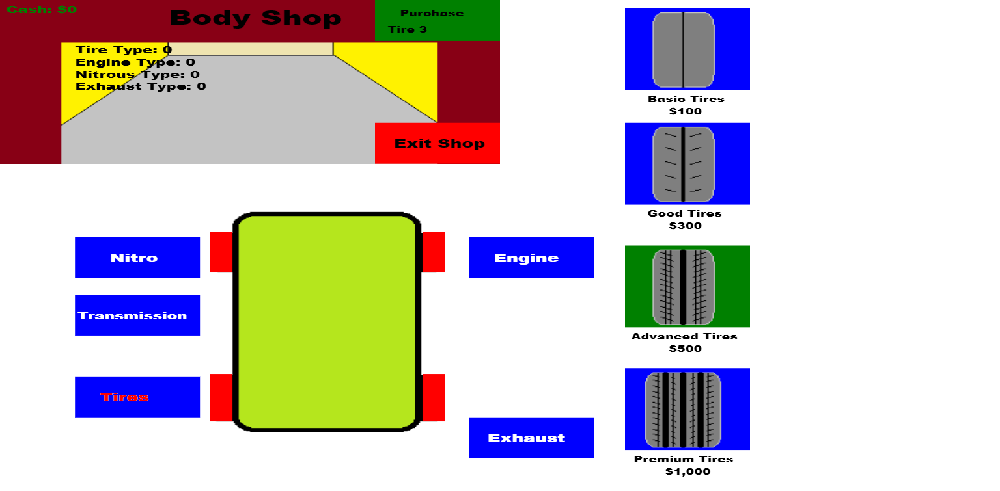 Cash: $0
Body Shop
Purchase
Tire 3
Tire Type: 0
Engine Type: 0
Nitrous Type: 0
Exhaust Type: 0
Exit Shop
Nitro
Transmission
Tires
Engine
Exhaust
Basic Tires
$100
Good Tires
$300
Advanced Tires
$500
Premium Tires
$1,000